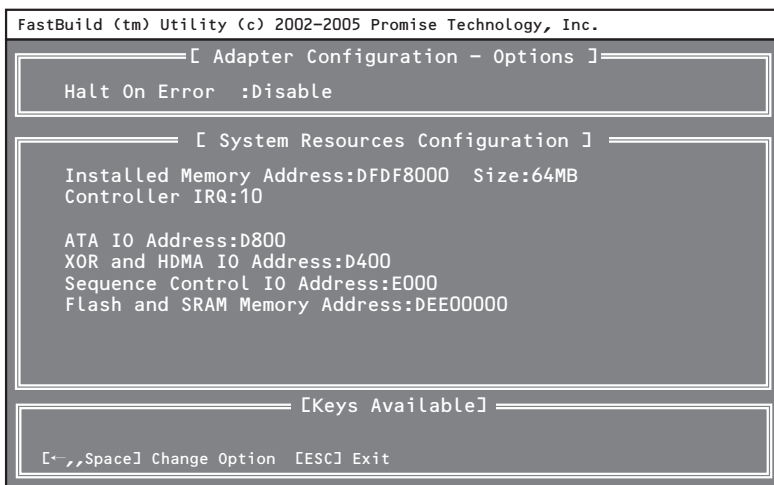 FastBuild (tm) Utility (c) 2002-2005 Promise Technology, Inc.
[ Adapter Configuration - Options ]
Halt On Error :Disable
[ System Resources Configuration ]
Installed Memory Address:DFDF8000 Size:64MB
Controller IRQ:10
ATA IO Address:D800
XOR and HDMA IO Address:D400
Sequence Control IO Address:E000
Flash and SRAM Memory Address:DEE00000
[Keys Available]
[←,,Space] Change Option [ESC] Exit